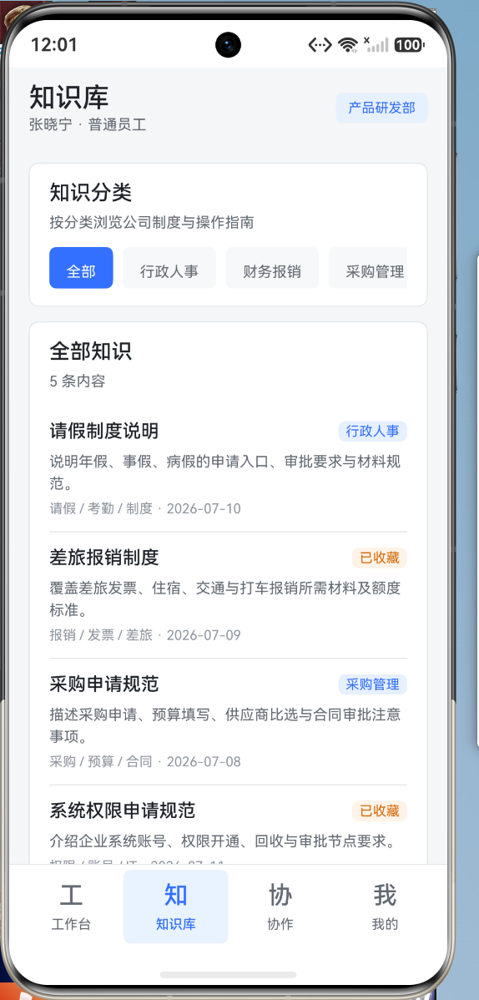 12:01
100
知识库
张晓宁 · 普通员工
产品研发部
知识分类
按分类浏览公司制度与操作指南
全部 行政人事 财务报销 采购管理
全部知识
5 条内容
请假制度说明 行政人事
说明年假、事假、病假的申请入口、审批要求与材料规
范。
请假 / 考勤 / 制度 · 2026-07-10
差旅报销制度 已收藏
覆盖差旅发票、住宿、交通与打车报销所需材料及额度
标准。
报销 / 发票 / 差旅 · 2026-07-09
采购申请规范 采购管理
描述采购申请、预算填写、供应商比选与合同审批注意
事项。
采购 / 预算 / 合同 · 2026-07-08
系统权限申请规范 已收藏
介绍企业系统账号、权限开通、回收与审批节点要求。
工 知 协 我
工作台 知识库 协作 我的